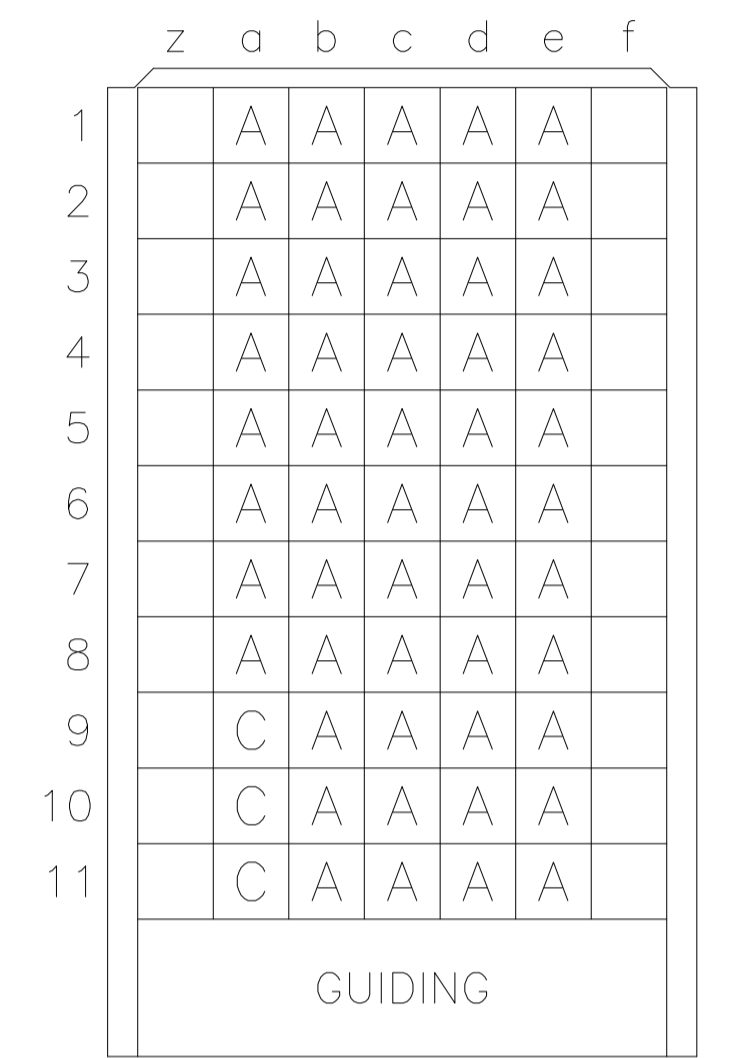 z a b c d e f
1 A A A A A
2 A A A A A
3 A A A A A
4 A A A A A
5 A A A A A
6 A A A A A
7 A A A A A
8 A A A A A
9 C A A A A
10 C A A A A
11 C A A A A
GUIDING